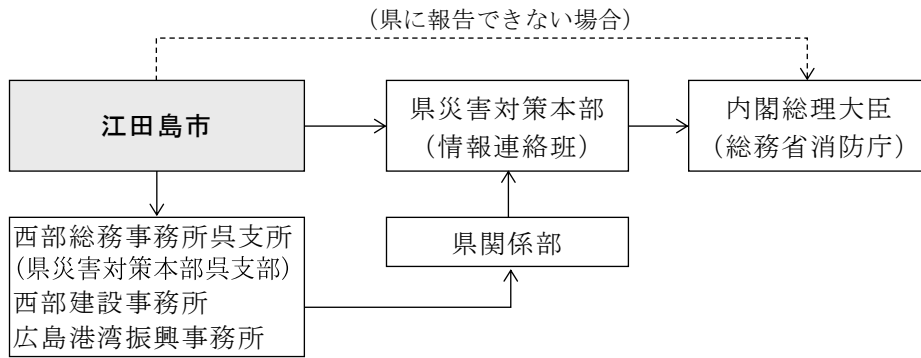 (県に報告できない場合)
江田島市
県災害対策本部
(情報連絡班)
内閣総理大臣
(総務省消防庁)
西部総務事務所呉支所
(県災害対策本部呉支部)
西部建設事務所
広島港湾振興事務所
県関係部